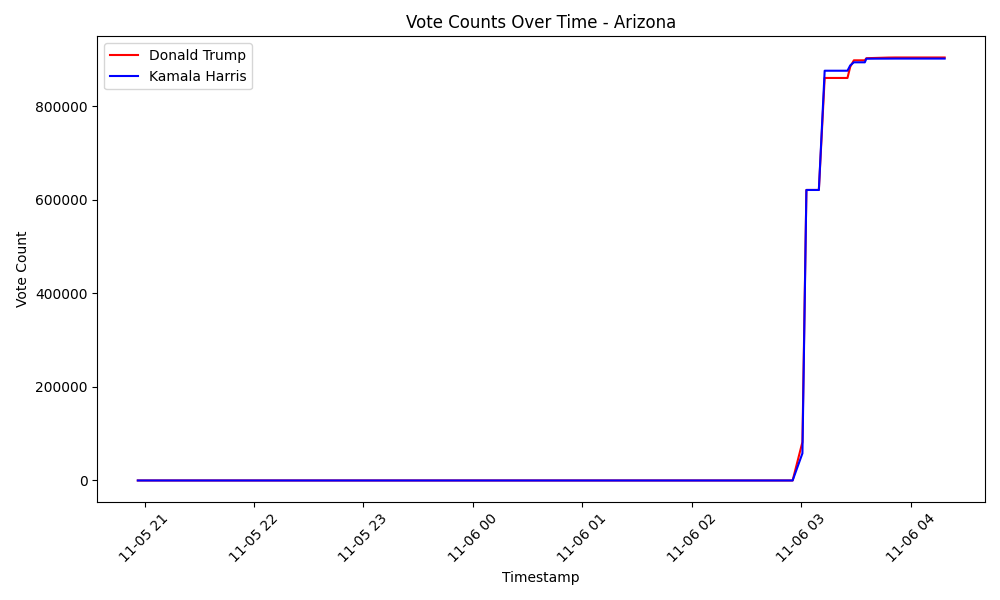 Vote Counts Over Time - Arizona
Donald Trump
Kamala Harris
Vote Count
800000
600000
400000
200000
0
11-05 21
11-05 22
11-05 23
11-06 00
11-06 01
11-06 02
11-06 03
11-06 04
Timestamp